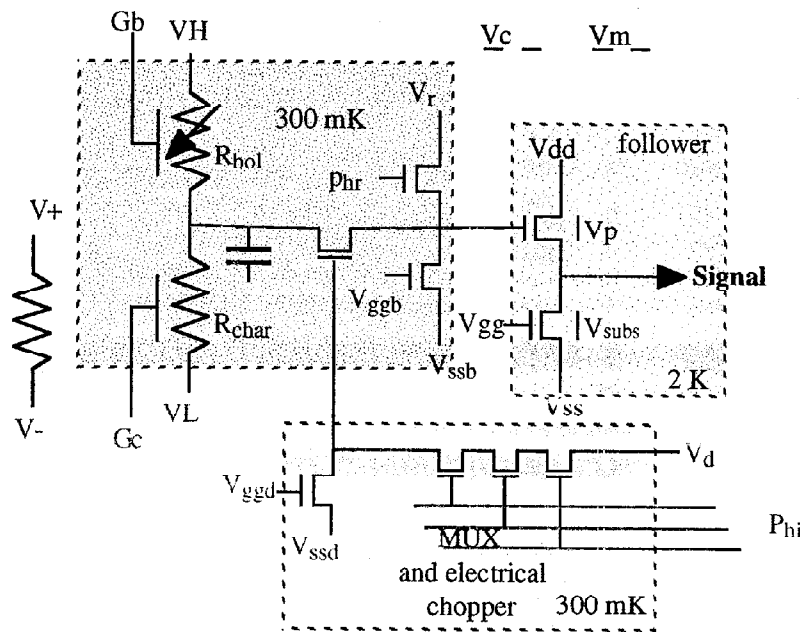 Gb
VH
Vc
Vm
300 mK
Vr
Rbol
phr
Vdd
follower
V+
Vp
Signal
Vggb
Rchar
Vgg
Vsubs
Vssb
2 K
V-
Gc
VL
Vss
Vd
Vggd
Phi
MUX
Vssd
and electrical
chopper
300 mK